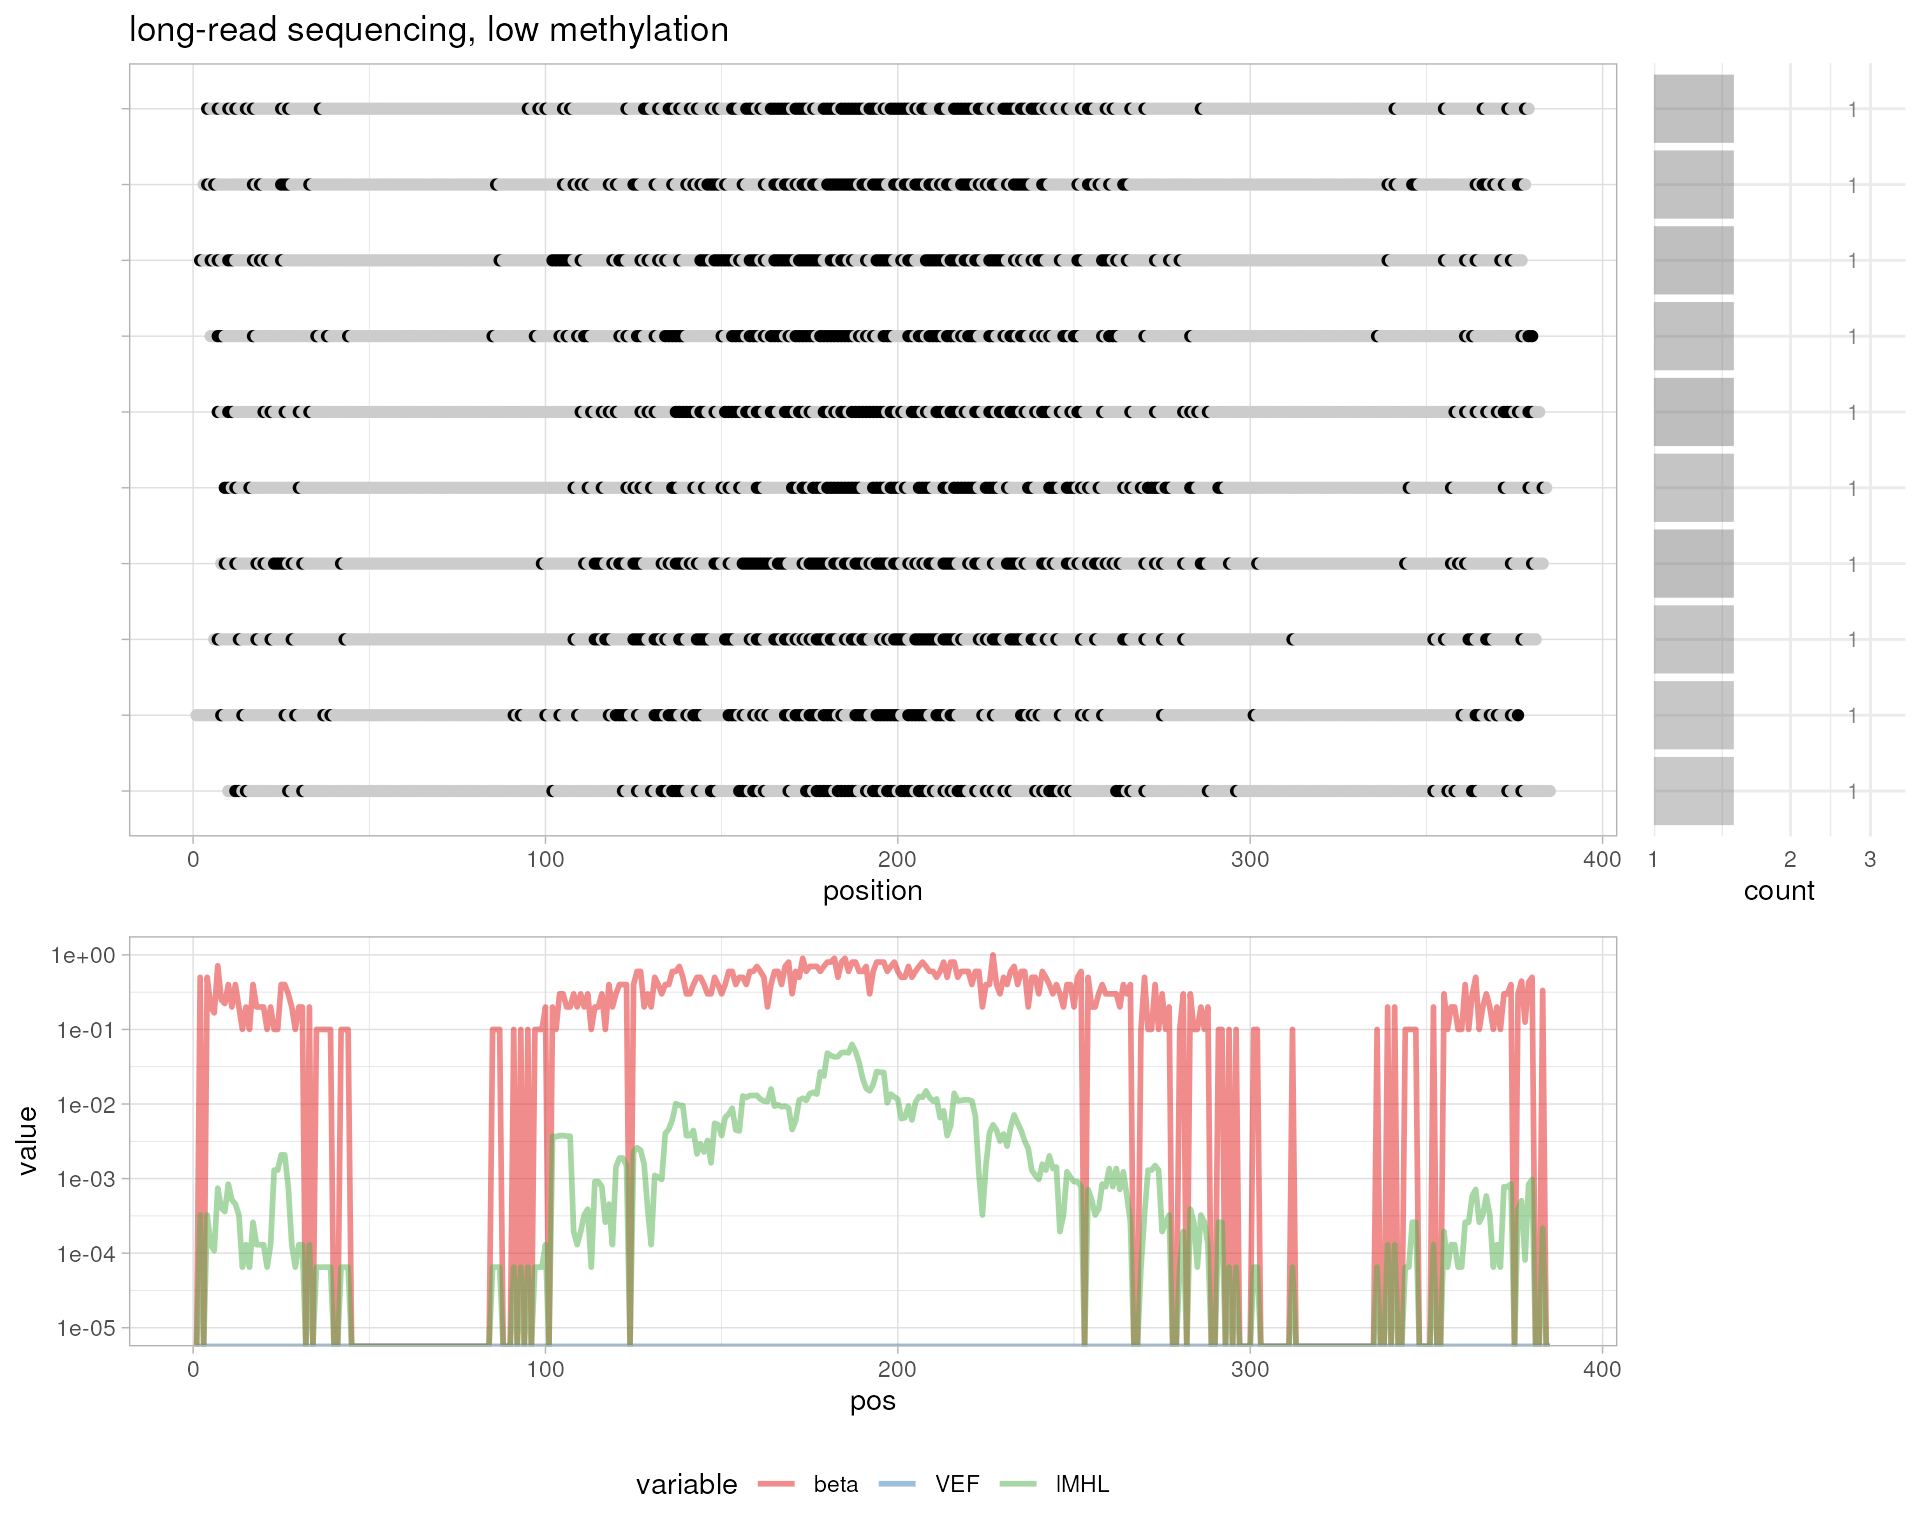 long-read sequencing, low methylation
1
1
1
1
1
1
1
1
1
1
0 100 200 300 400 1 2 3
position count
1e+00
1e-01
1e-02
1e-03
1e-04
1e-05
value
0 100 200 300 400
pos
variable beta VEF lMHL